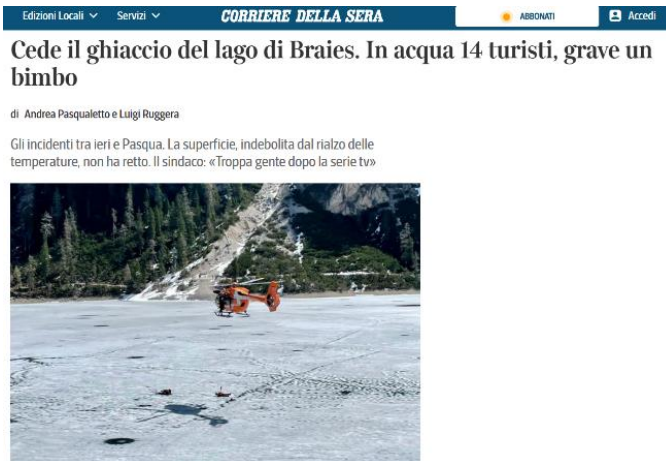 Edizioni Locali Servizi CORRIERE DELLA SERA ABBONATI Accedi
Cede il ghiaccio del lago di Braies. In acqua 14 turisti, grave un
bimbo
di Andrea Pasqualetto e Luigi Ruggera
Gli incidenti tra ieri e Pasqua. La superficie, indebolita dal rialzo delle
temperature, non ha retto. Il sindaco: «Troppa gente dopo la serie tv»